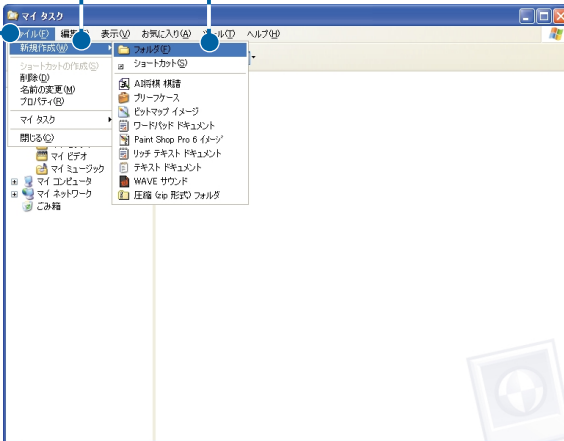 マイ タスク
ァイル(F) 編集 表示(V) お気に入り(A) ール(T) ヘルプ(H)
新規作成(W)
ショートカットの作成(S)
削除(D)
名前の変更(M)
プロパティ(R)
マイ タスク
閉じる(C)
フォルダ(F)
ショートカット(S)
AI将棋 棋譜
ブリーフケース
ビットマップ イメージ
ワードパッド ドキュメント
Paint Shop Pro 6 イメージ
リッチ テキスト ドキュメント
テキスト ドキュメント
WAVE サウンド
圧縮 (zip 形式) フォルダ
マイ ビデオ
マイ ミュージック
マイ コンピュータ
マイ ネットワーク
ごみ箱